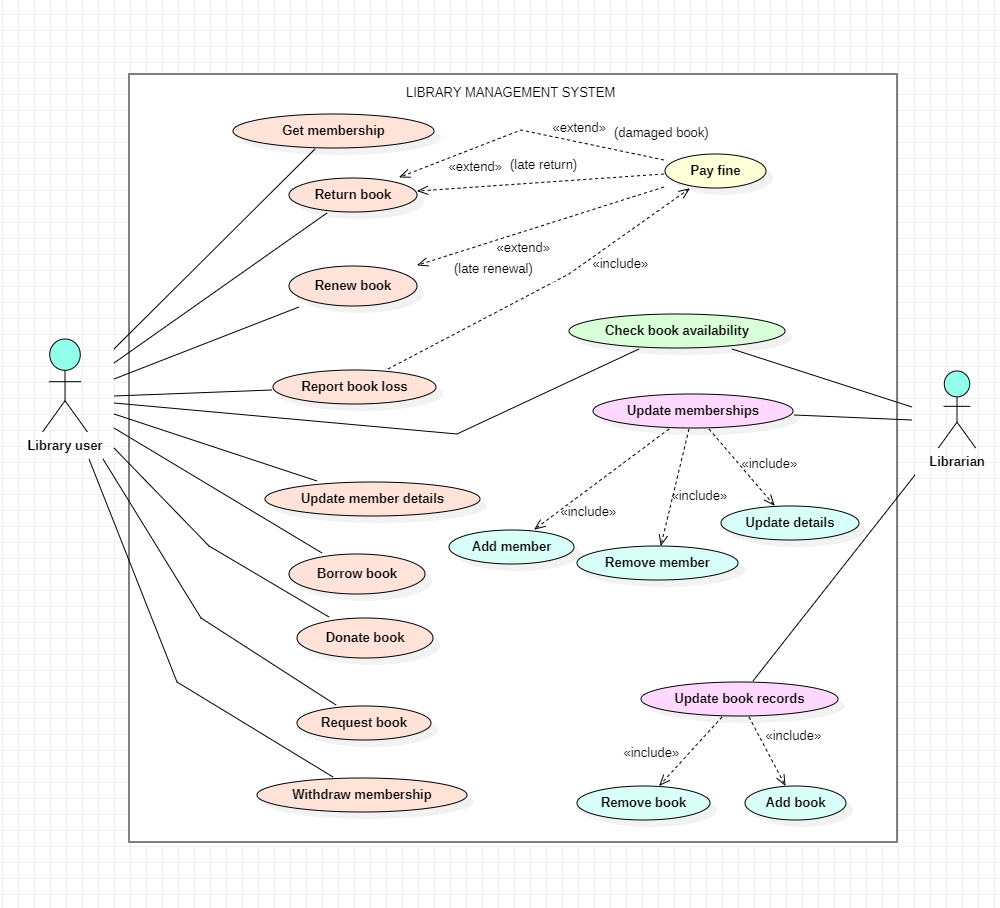 LIBRARY MANAGEMENT SYSTEM
Get membership
«extend» (damaged book)
«extend» (late return)
Pay fine
Return book
«extend»
(late renewal)
«include»
Renew book
Check book availability
Report book loss
Update memberships
Library user
Librarian
«include»
«include»
«include»
Update member details
Update details
Add member
Remove member
Borrow book
Donate book
Update book records
Request book
«include»
«include»
Withdraw membership
Remove book
Add book